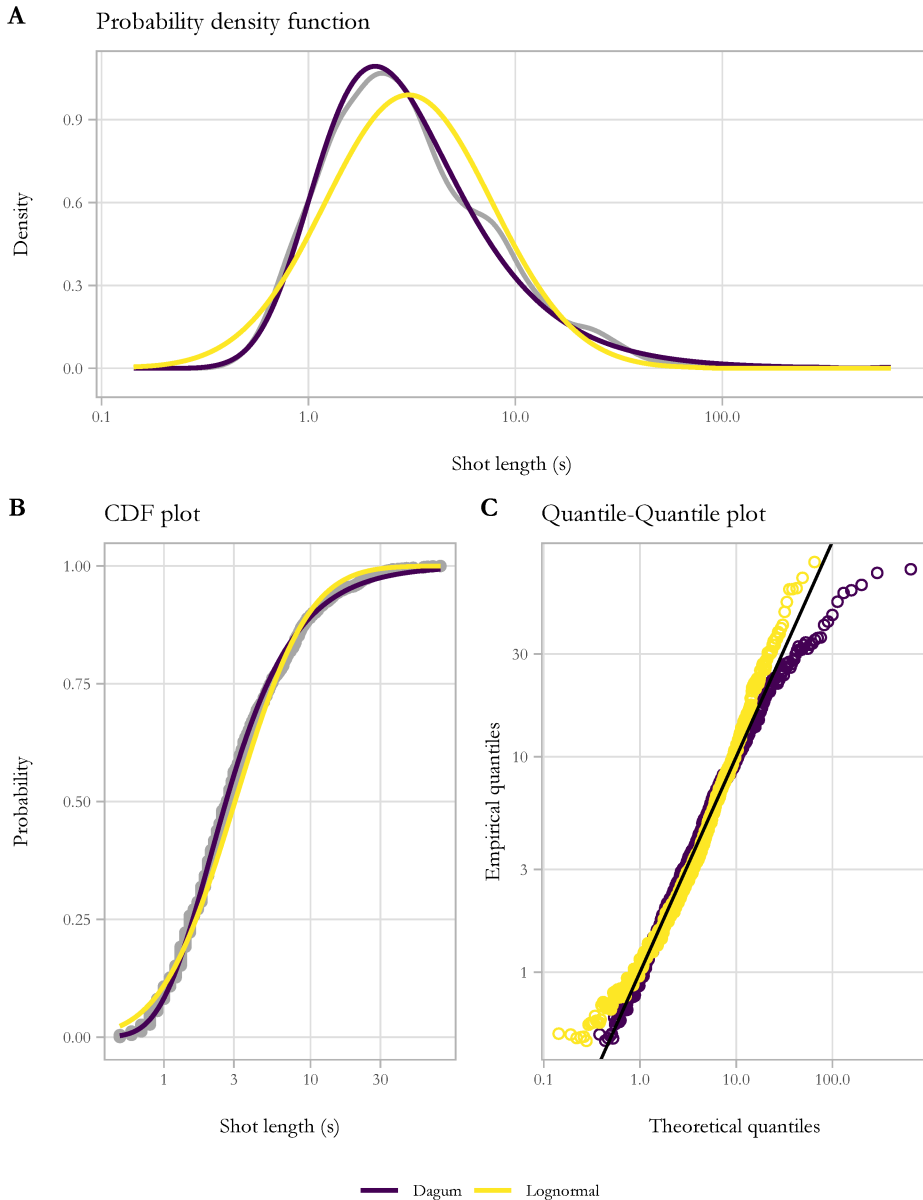 A
Probability density function
Density
0.9
0.6
0.3
0.0
0.1 1.0 10.0 100.0
Shot length (s)
B
CDF plot
Probability
1.00
0.75
0.50
0.25
0.00
1 3 10 30
Shot length (s)
C
Quantile-Quantile plot
Empirical quantiles
30
10
3
1
0.1 1.0 10.0 100.0
Theoretical quantiles
Dagum Lognormal